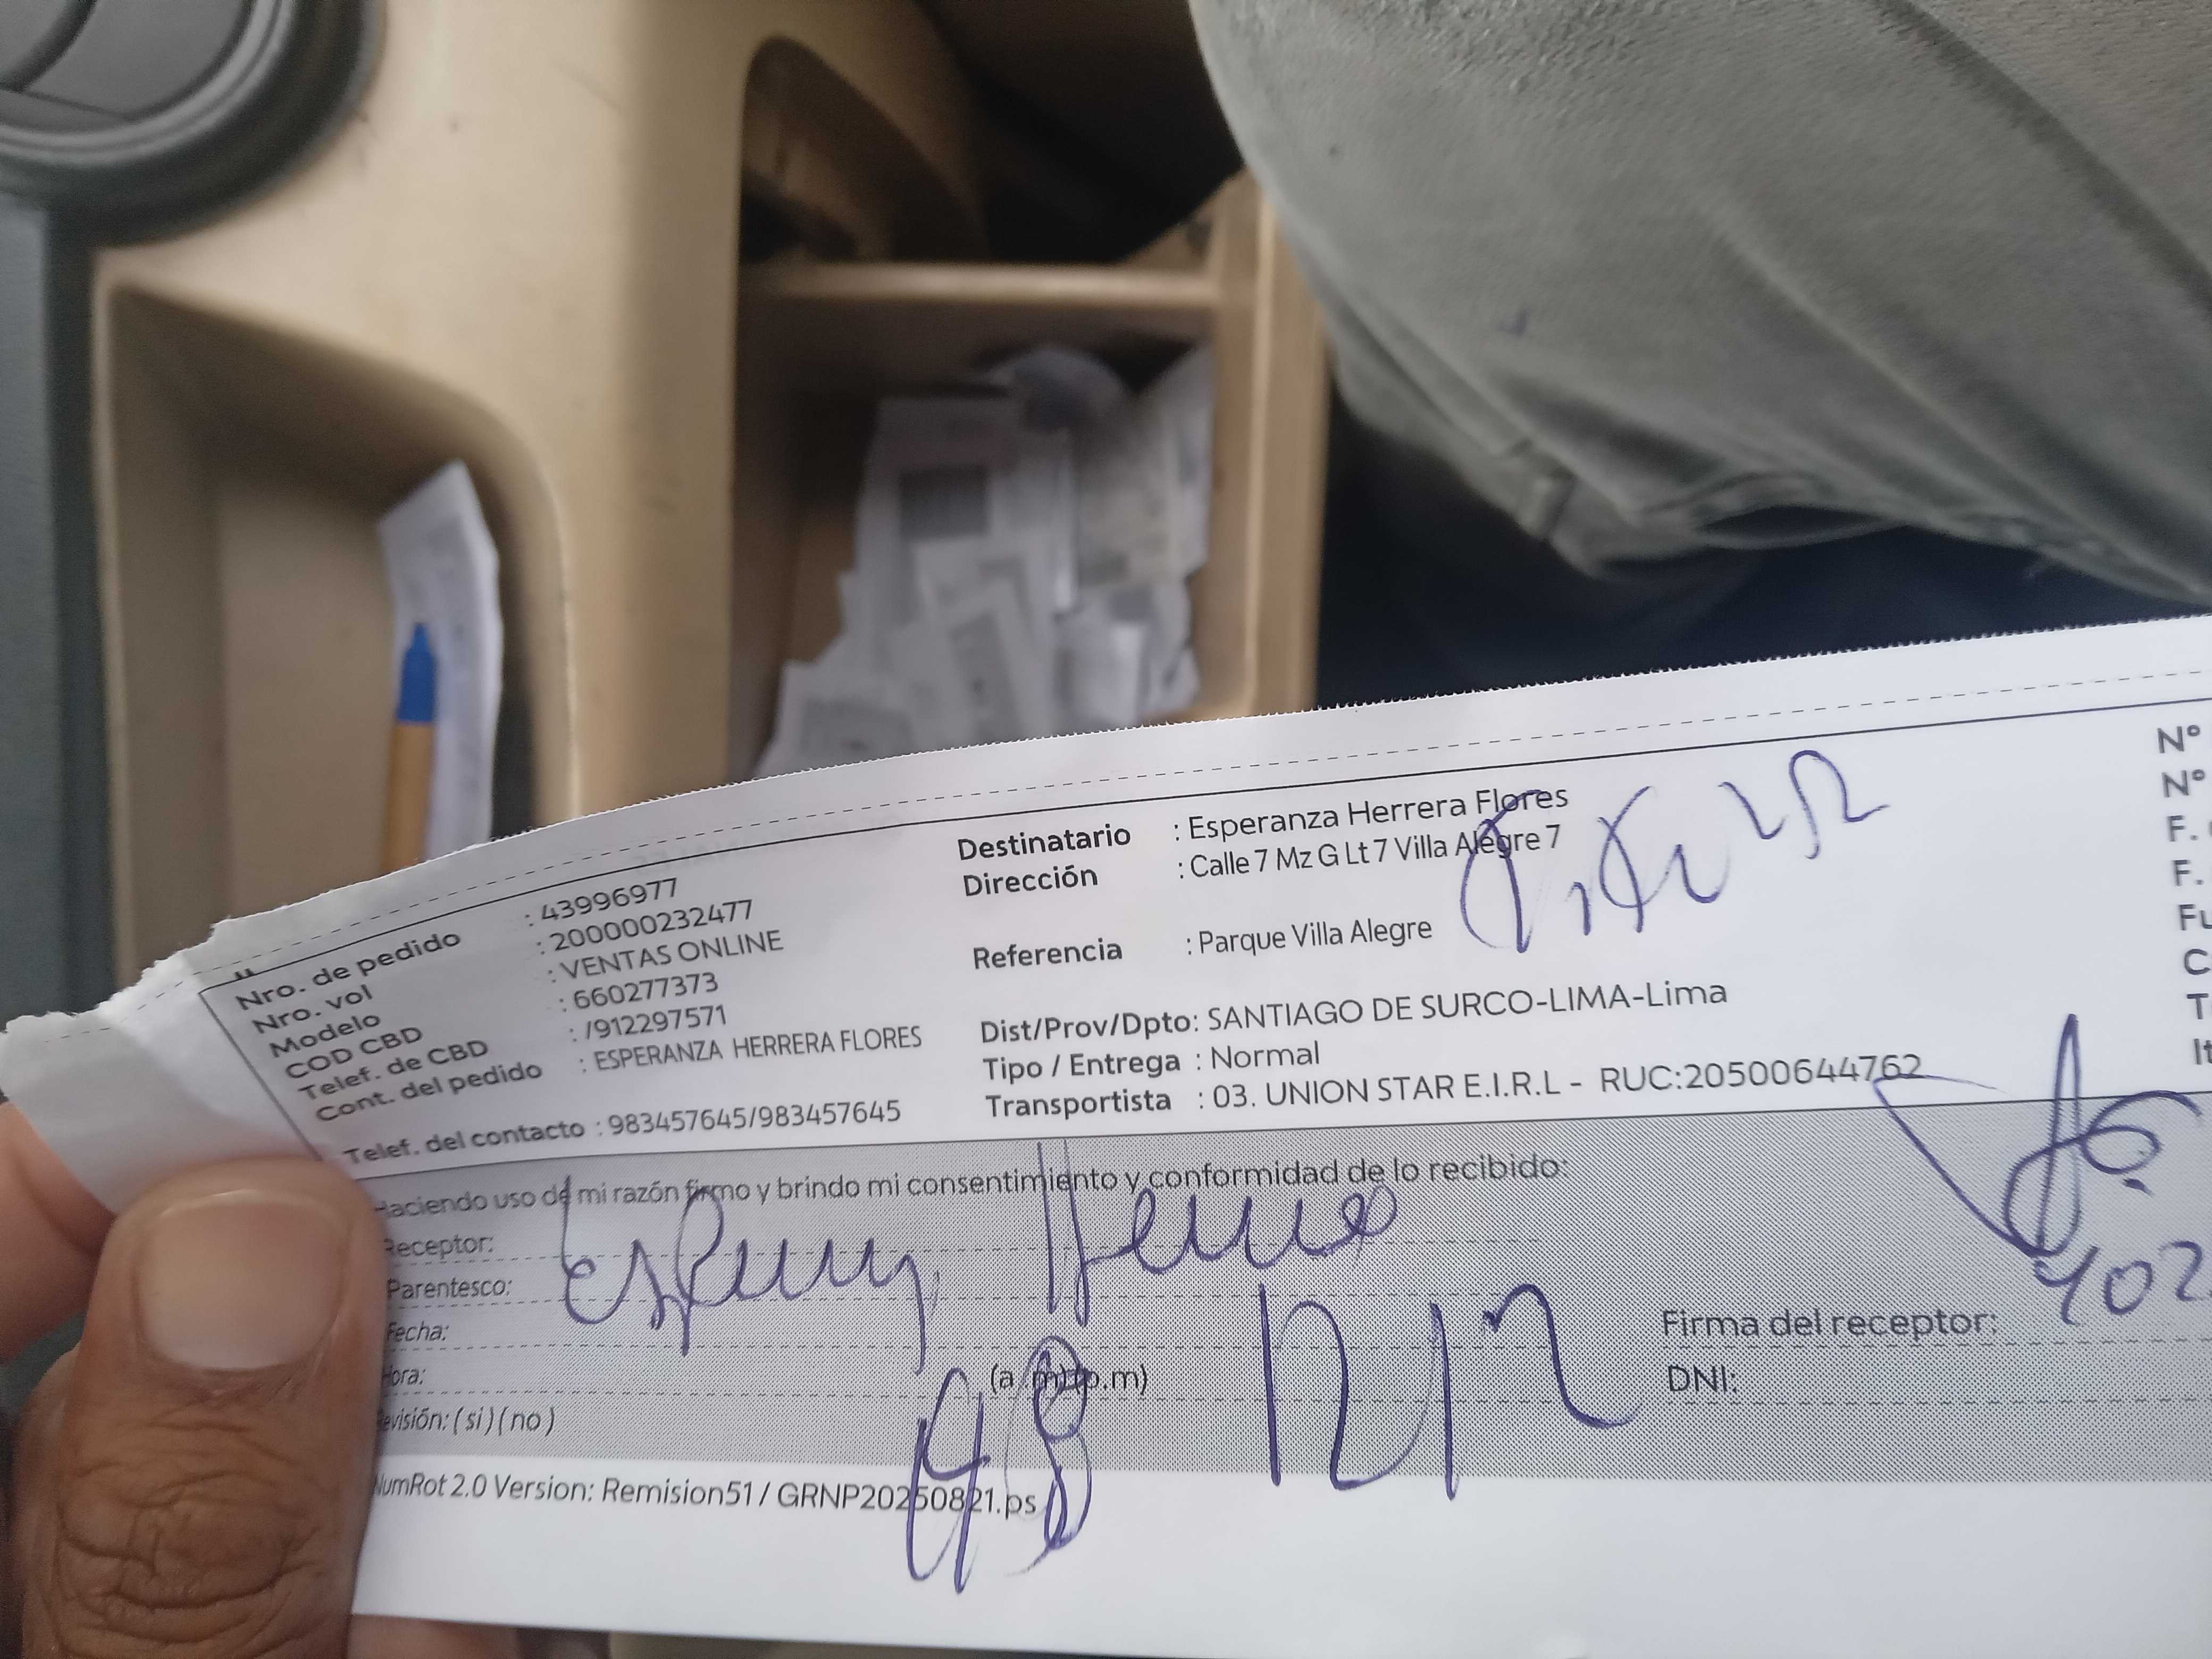 Nro. de pedido : 43996977
Nro. vol : 200000232477
Modelo : VENTAS ONLINE
COD CBD : 660277373
Telef. de CBD : /912297571
Cont. del pedido : ESPERANZA HERRERA FLORES
Telef. del contacto : 983457645/983457645
Destinatario : Esperanza Herrera Flores
Dirección : Calle 7 Mz G Lt 7 Villa Alegre 7
Referencia : Parque Villa Alegre
Dist/Prov/Dpto: SANTIAGO DE SURCO-LIMA-Lima
Tipo / Entrega : Normal
Transportista : 03. UNION STAR E.I.R.L - RUC:20500644762
N°
N°
F.
F.
Fu
C
T
It
Haciendo uso de mi razón firmo y brindo mi consentimiento y conformidad de lo recibido:
Receptor:
Parentesco:
Fecha:
Hora: (a.m)(p.m)
Revisión: ( si ) ( no )
Firma del receptor:
DNI:
NumRot 2.0 Version: Remision51 / GRNP20250821.ps